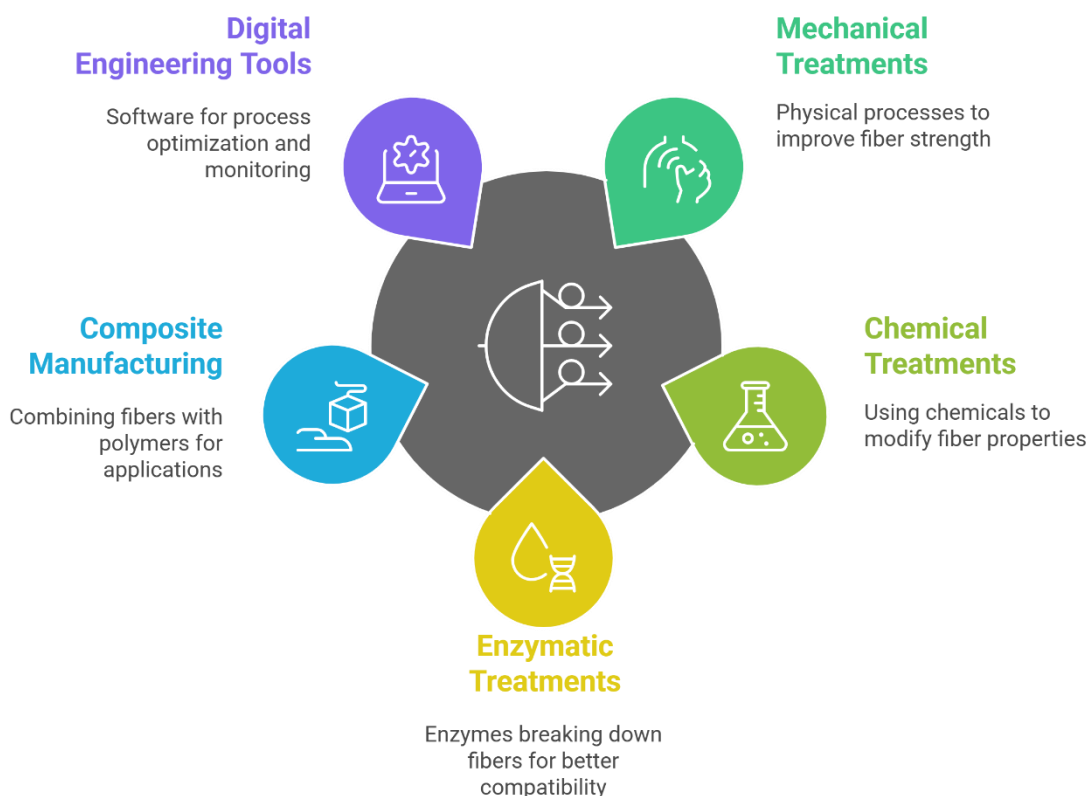 Digital
Engineering Tools
Software for process
optimization and
monitoring
Mechanical
Treatments
Physical processes to
improve fiber strength
Composite
Manufacturing
Combining fibers with
polymers for
applications
Chemical
Treatments
Using chemicals to
modify fiber properties
Enzymatic
Treatments
Enzymes breaking down
fibers for better
compatibility